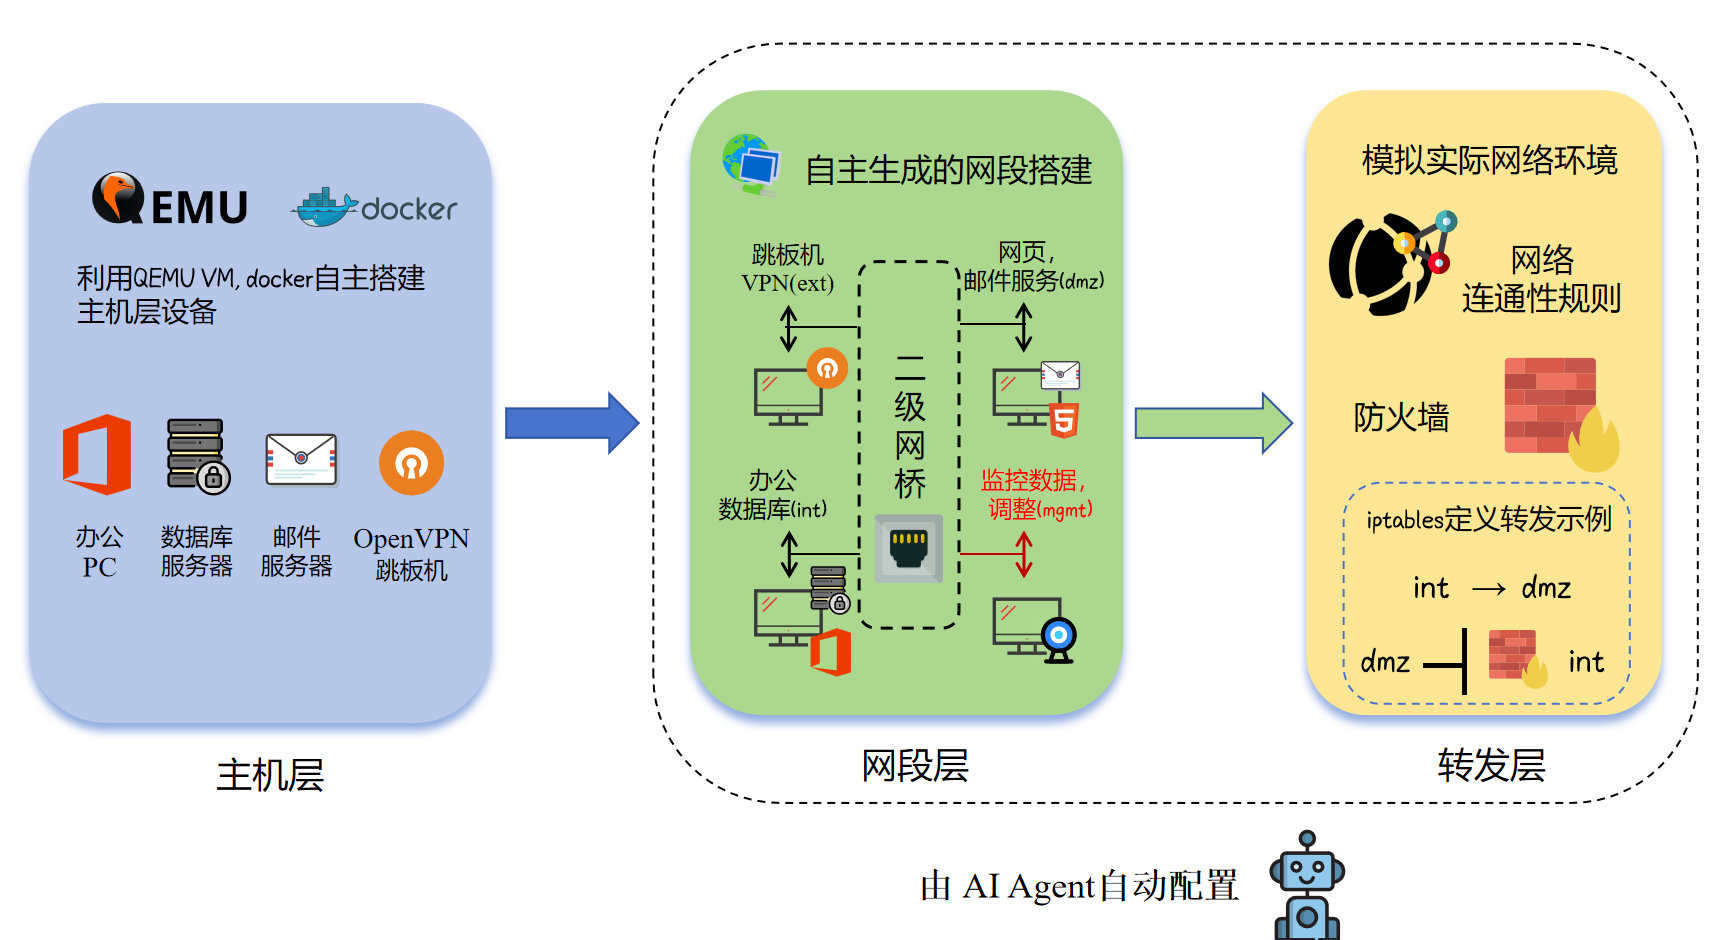 QEMU
docker
利用QEMU VM, docker自主搭建
主机层设备
办公
PC
数据库
服务器
邮件
服务器
OpenVPN
跳板机
主机层
自主生成的网段搭建
跳板机
VPN(ext)
网页，
邮件服务(dmz)
二级网桥
办公
数据库(int)
监控数据，
调整(mgmt)
5
网段层
模拟实际网络环境
网络
连通性规则
防火墙
iptables定义转发示例
int → dmz
dmz
int
转发层
由 AI Agent自动配置